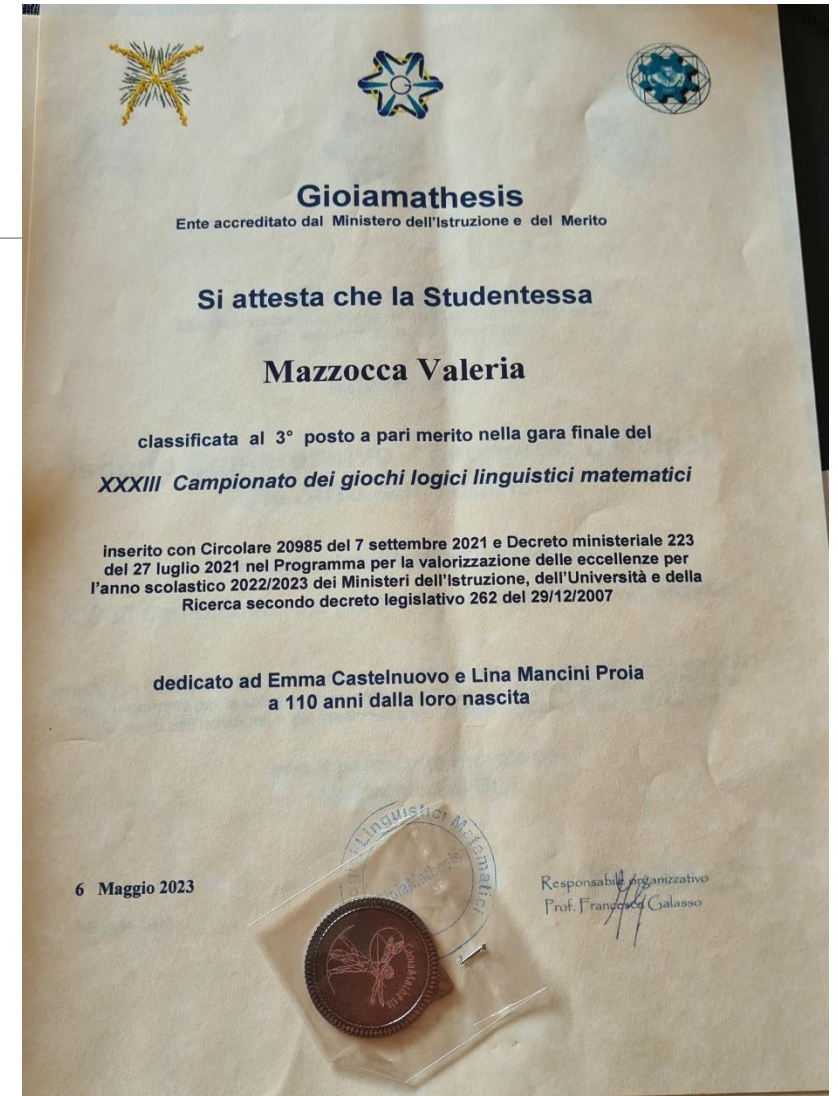 Gioiamathesis
Ente accreditato dal Ministero dell'Istruzione e del Merito
Si attesta che la Studentessa
Mazzocca Valeria
classificata al 3° posto a pari merito nella gara finale del
XXXIII Campionato dei giochi logici linguistici matematici
inserito con Circolare 20985 del 7 settembre 2021 e Decreto ministeriale 223
del 27 luglio 2021 nel Programma per la valorizzazione delle eccellenze per
l'anno scolastico 2022/2023 dei Ministeri dell'Istruzione, dell'Università e della
Ricerca secondo decreto legislativo 262 del 29/12/2007
dedicato ad Emma Castelnuovo e Lina Mancini Proia
a 110 anni dalla loro nascita
Linguistici Matematici
GioiaMathesis
6 Maggio 2023
Responsabile organizzativo
Prof. Francesco Galasso
GioiaMathesis